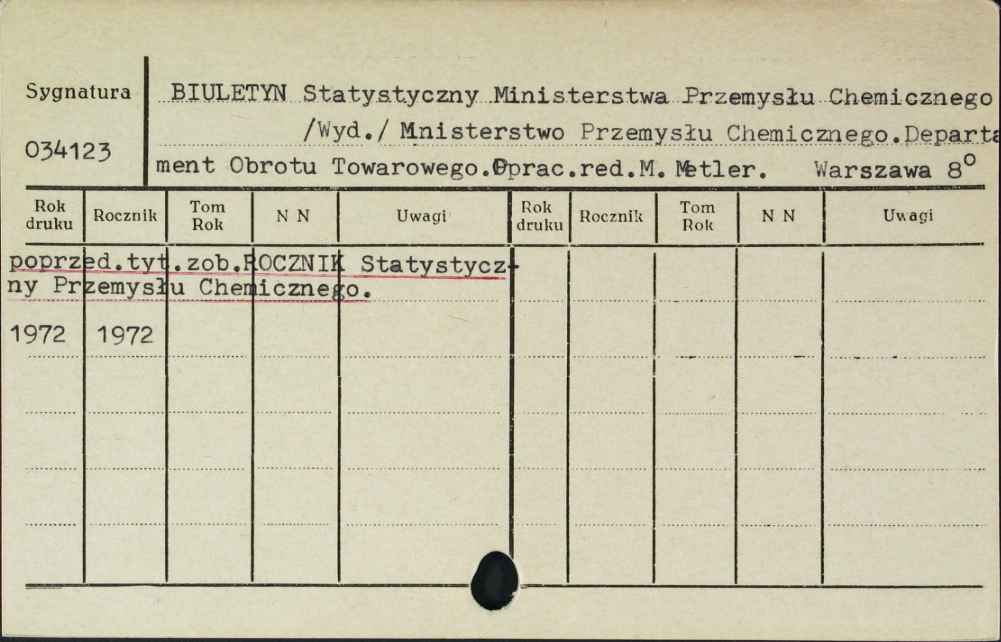 Sygnatura
034123
BIULETYN Statystyczny Ministerstwa Przemysłu Chemicznego
/Wyd./ Mnisterstwo Przemysłu Chemicznego.Departa
ment Obrotu Towarowego.Oprac.red.M. Metler. Warszawa 8°
Rok druku Rocznik Tom Rok N N Uwagi Rok druku Rocznik Tom Rok N N Uwagi
poprzed.tyt.zob.ROCZNIK Statystycz-
ny Przemysłu Chemicznego.
1972 1972